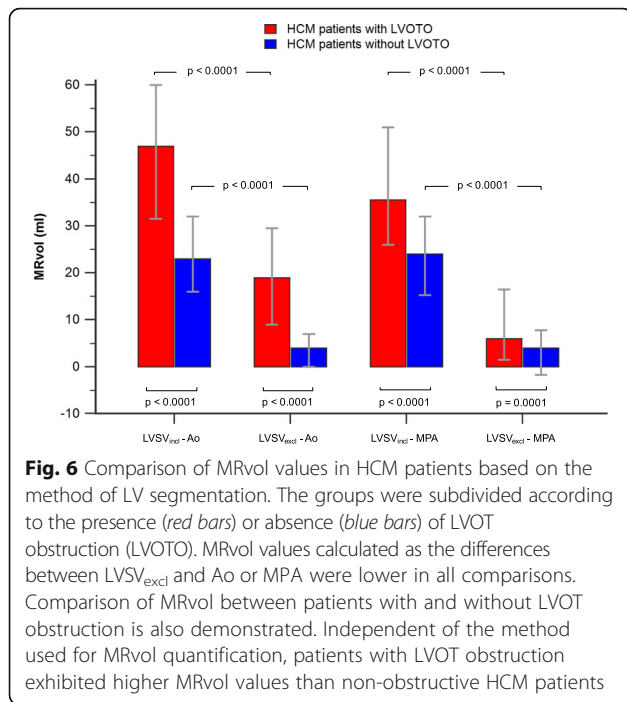 HCM patients with LVOTO
HCM patients without LVOTO
60
50
40
30
20
10
0
-10
MRvol (ml)
p < 0.0001
p < 0.0001
p < 0.0001
p < 0.0001
p < 0.0001
p < 0.0001
p < 0.0001
p = 0.0001
LVSVincl - Ao
LVSVexcl - Ao
LVSVincl - MPA
LVSVexcl - MPA
Fig. 6 Comparison of MRvol values in HCM patients based on the
method of LV segmentation. The groups were subdivided according
to the presence (red bars) or absence (blue bars) of LVOT
obstruction (LVOTO). MRvol values calculated as the differences
between LVSVexcl and Ao or MPA were lower in all comparisons.
Comparison of MRvol between patients with and without LVOT
obstruction is also demonstrated. Independent of the method
used for MRvol quantification, patients with LVOT obstruction
exhibited higher MRvol values than non-obstructive HCM patients